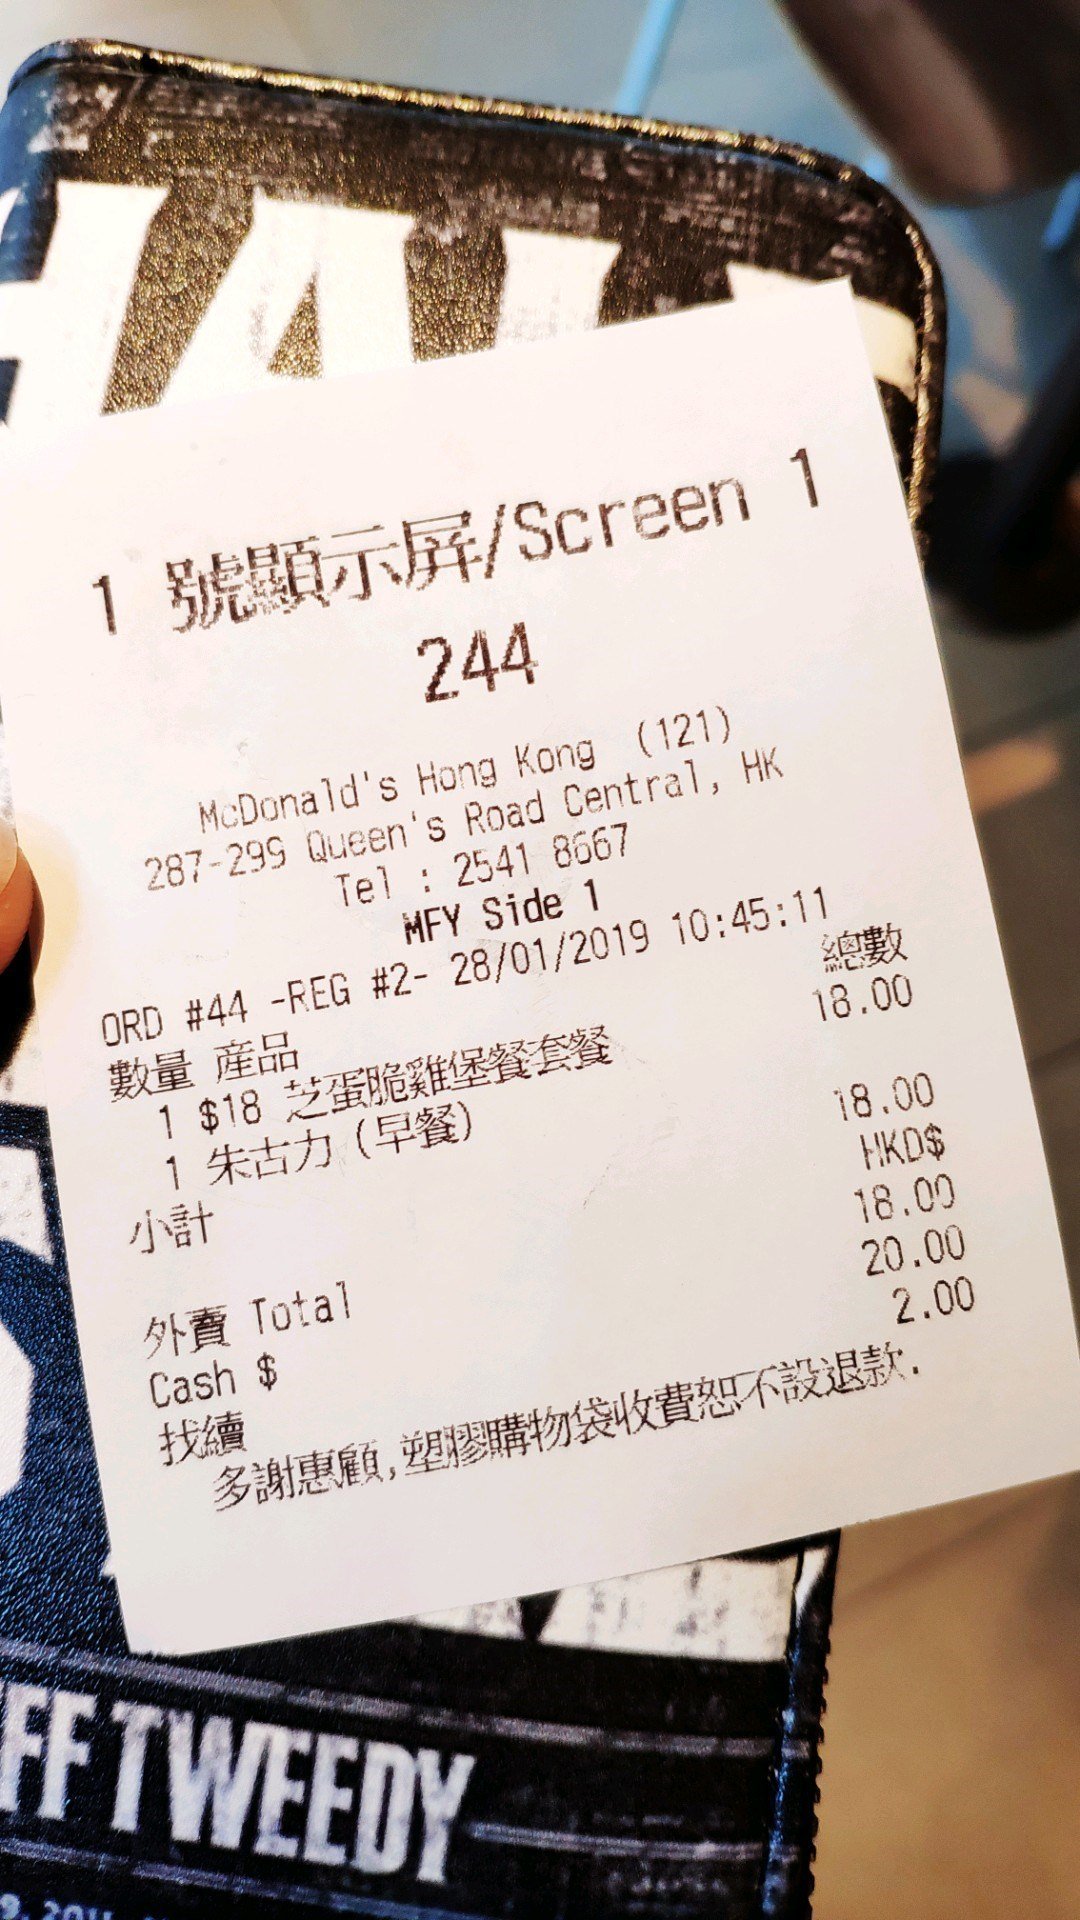 1 號顯示屏/Screen 1
244
McDonald's Hong Kong (121)
287-299 Queen's Road Central, HK
Tel : 2541 8667
MFY Side 1
ORD #44 -REG #2- 28/01/2019 10:45:11
數量 產品 總數
1 $18 芝蛋脆雞堡餐套餐 18.00
1 朱古力(早餐)
小計 18.00
HKD$
外賣 Total 18.00
Cash $ 20.00
找續 2.00
多謝惠顧,塑膠購物袋收費恕不設退款.
FF TWEEDY